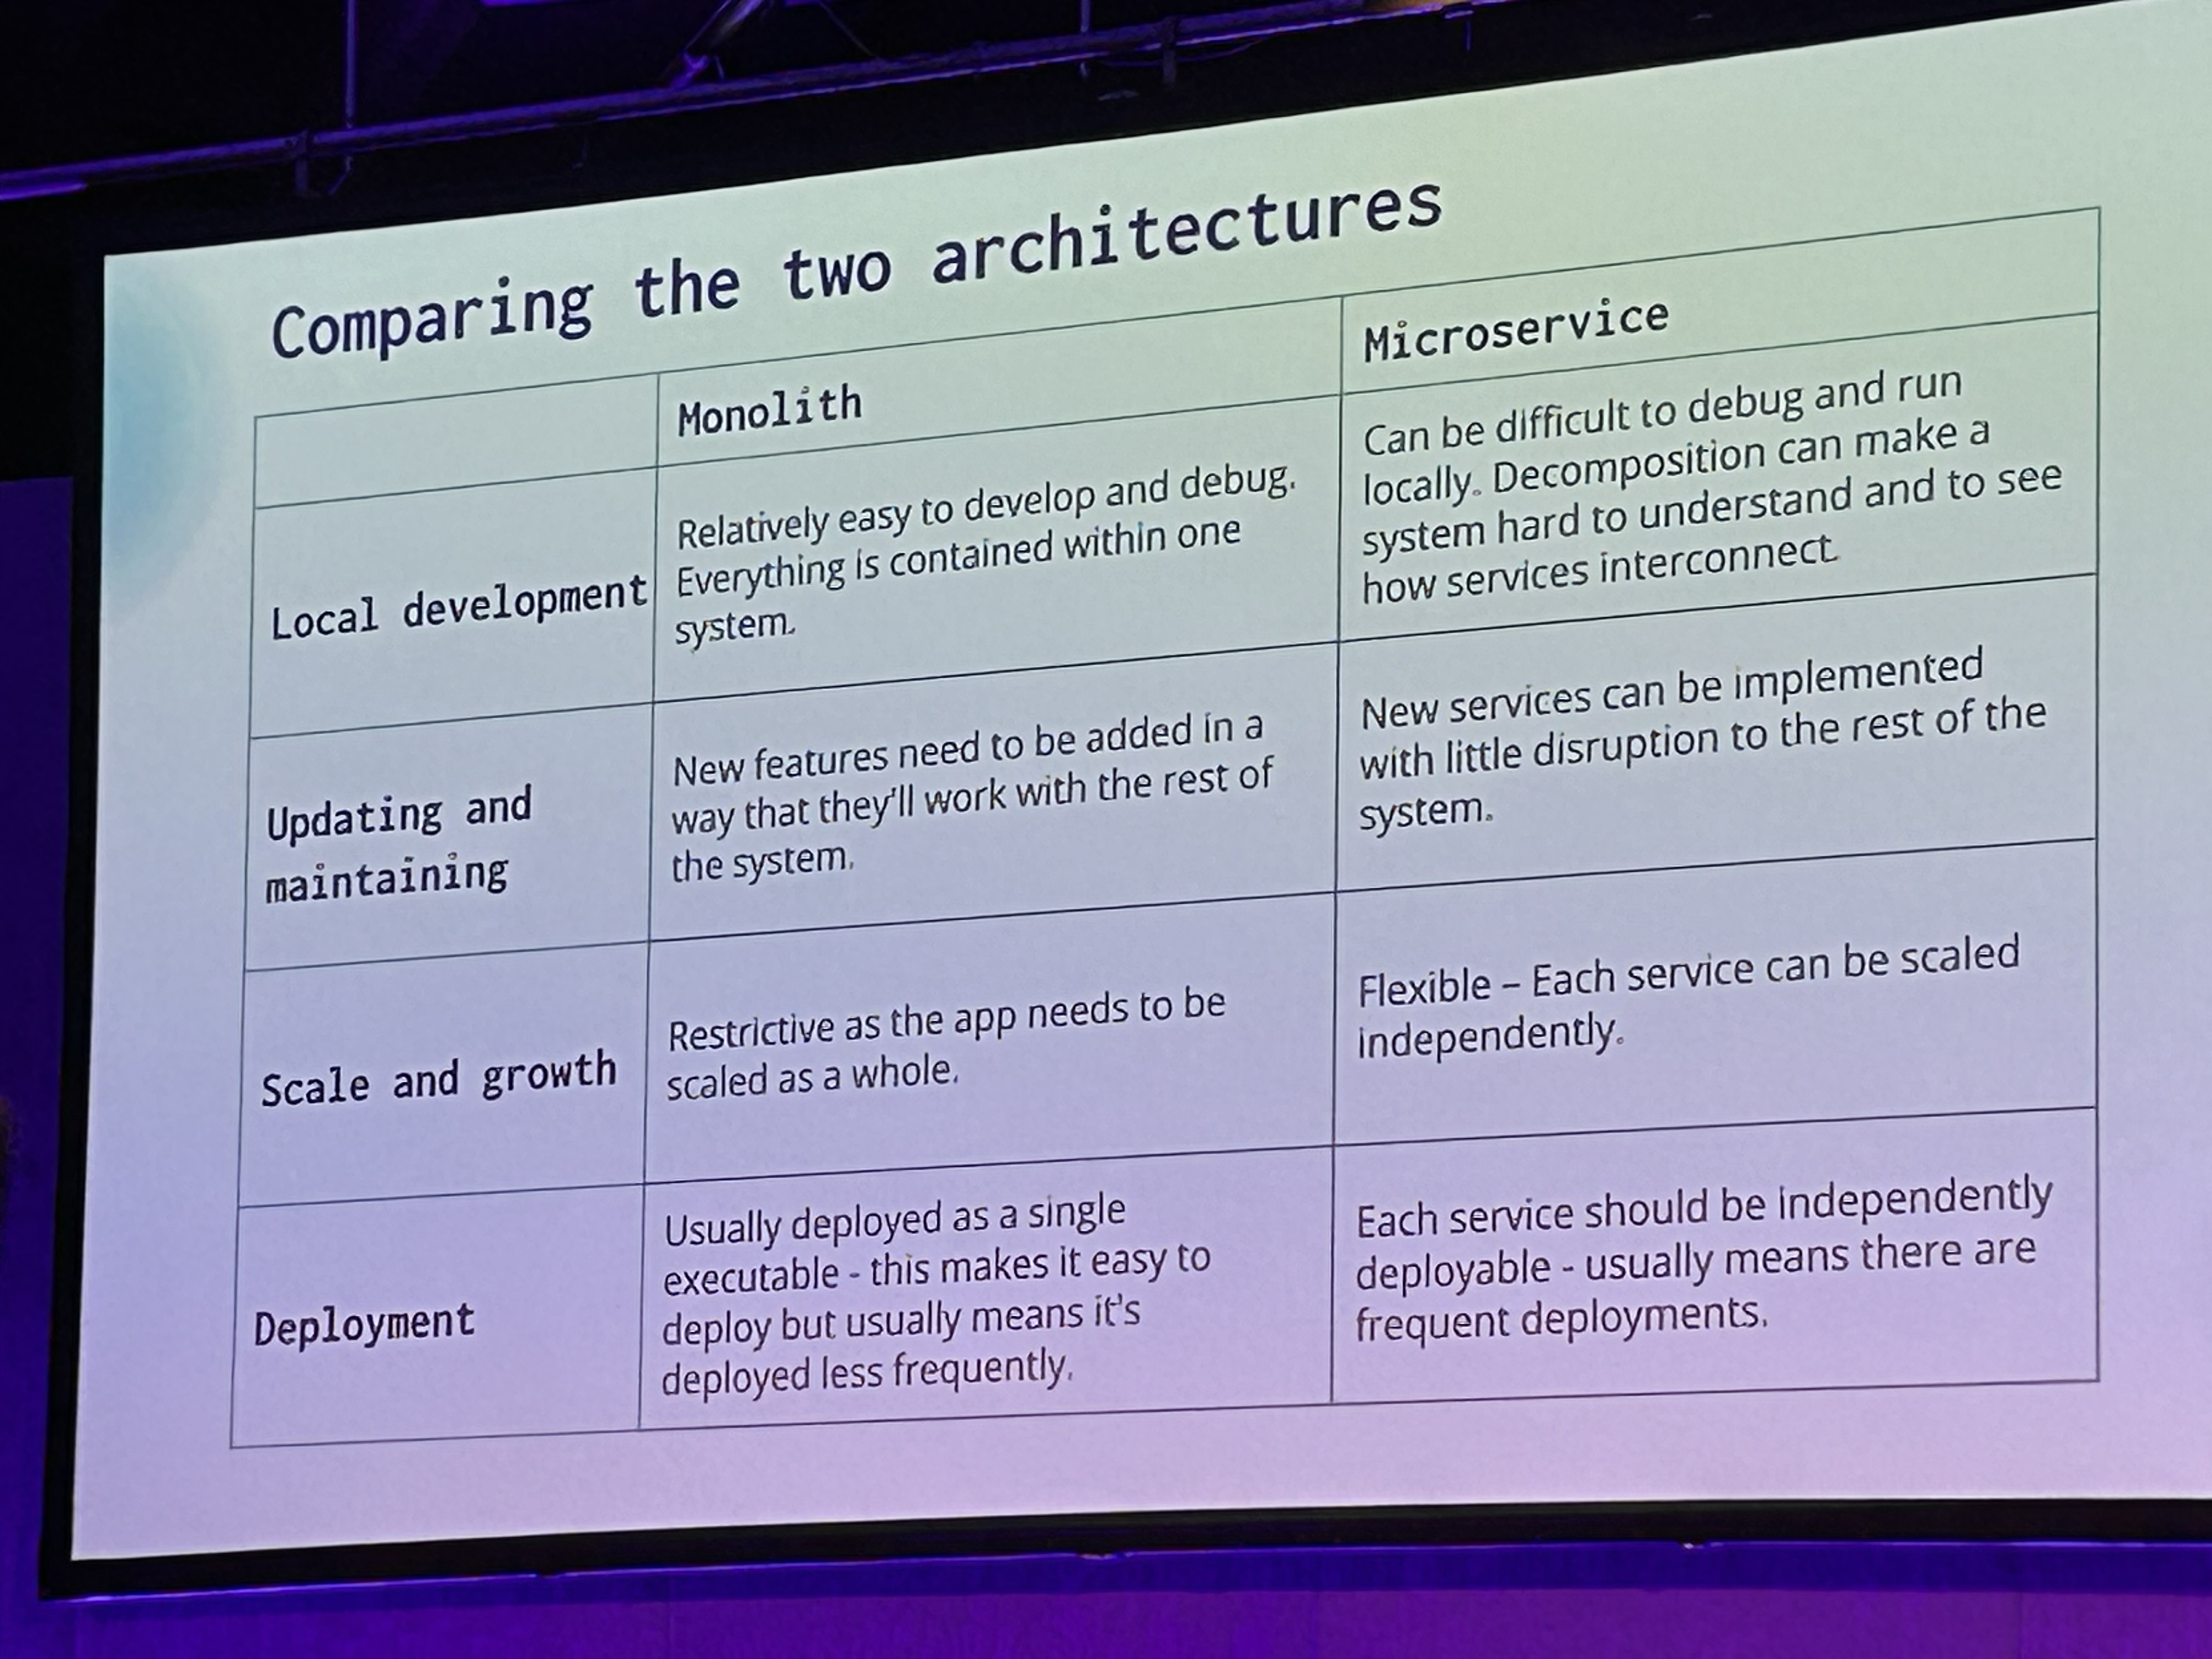 Comparing the two architectures
Monolith
Microservice
Local development
Relatively easy to develop and debug.
Everything is contained within one
system.
Can be difficult to debug and run
locally. Decomposition can make a
system hard to understand and to see
how services interconnect.
Updating and
maintaining
New features need to be added in a
way that they'll work with the rest of
the system.
New services can be implemented
with little disruption to the rest of the
system.
Scale and growth
Restrictive as the app needs to be
scaled as a whole.
Flexible – Each service can be scaled
independently.
Deployment
Usually deployed as a single
executable - this makes it easy to
deploy but usually means it's
deployed less frequently.
Each service should be independently
deployable - usually means there are
frequent deployments.